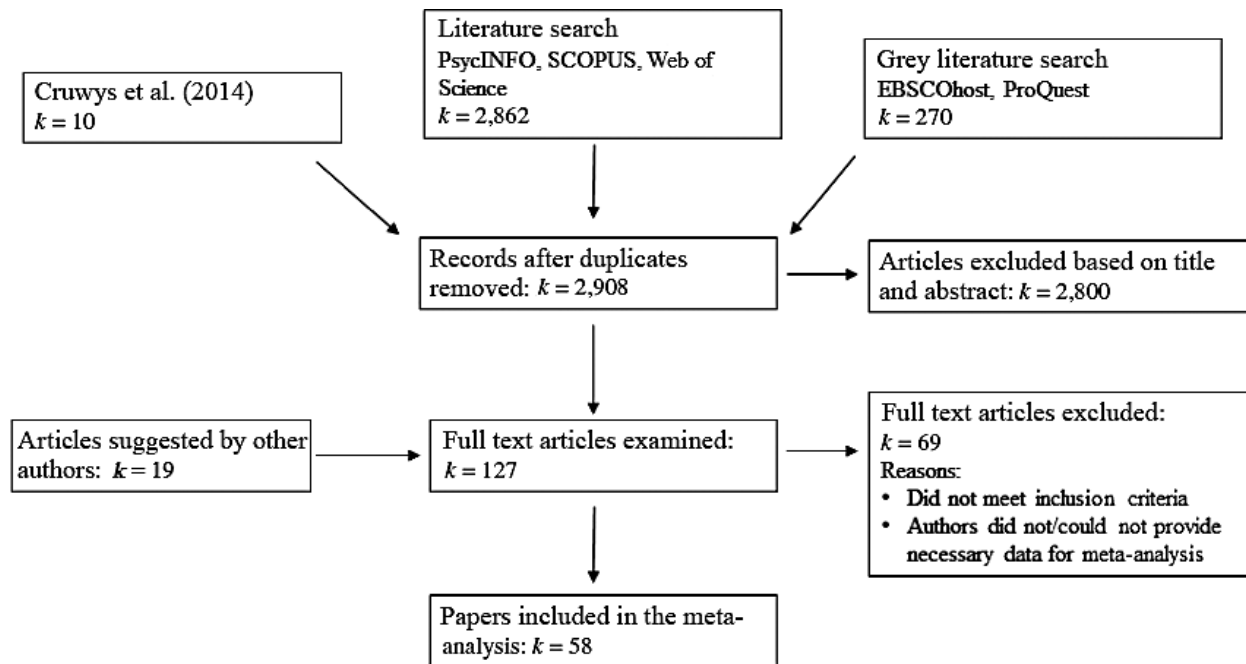 Cruwys et al. (2014)
k = 10
Literature search
PsycINFO, SCOPUS, Web of
Science
k = 2,862
Grey literature search
EBSCOhost, ProQuest
k = 270
Records after duplicates
removed: k = 2,908
Articles excluded based on title
and abstract: k = 2,800
Articles suggested by other
authors: k = 19
Full text articles examined:
k = 127
Full text articles excluded:
k = 69
Reasons:
• Did not meet inclusion criteria
• Authors did not/could not provide
necessary data for meta-analysis
Papers included in the meta-
analysis: k = 58